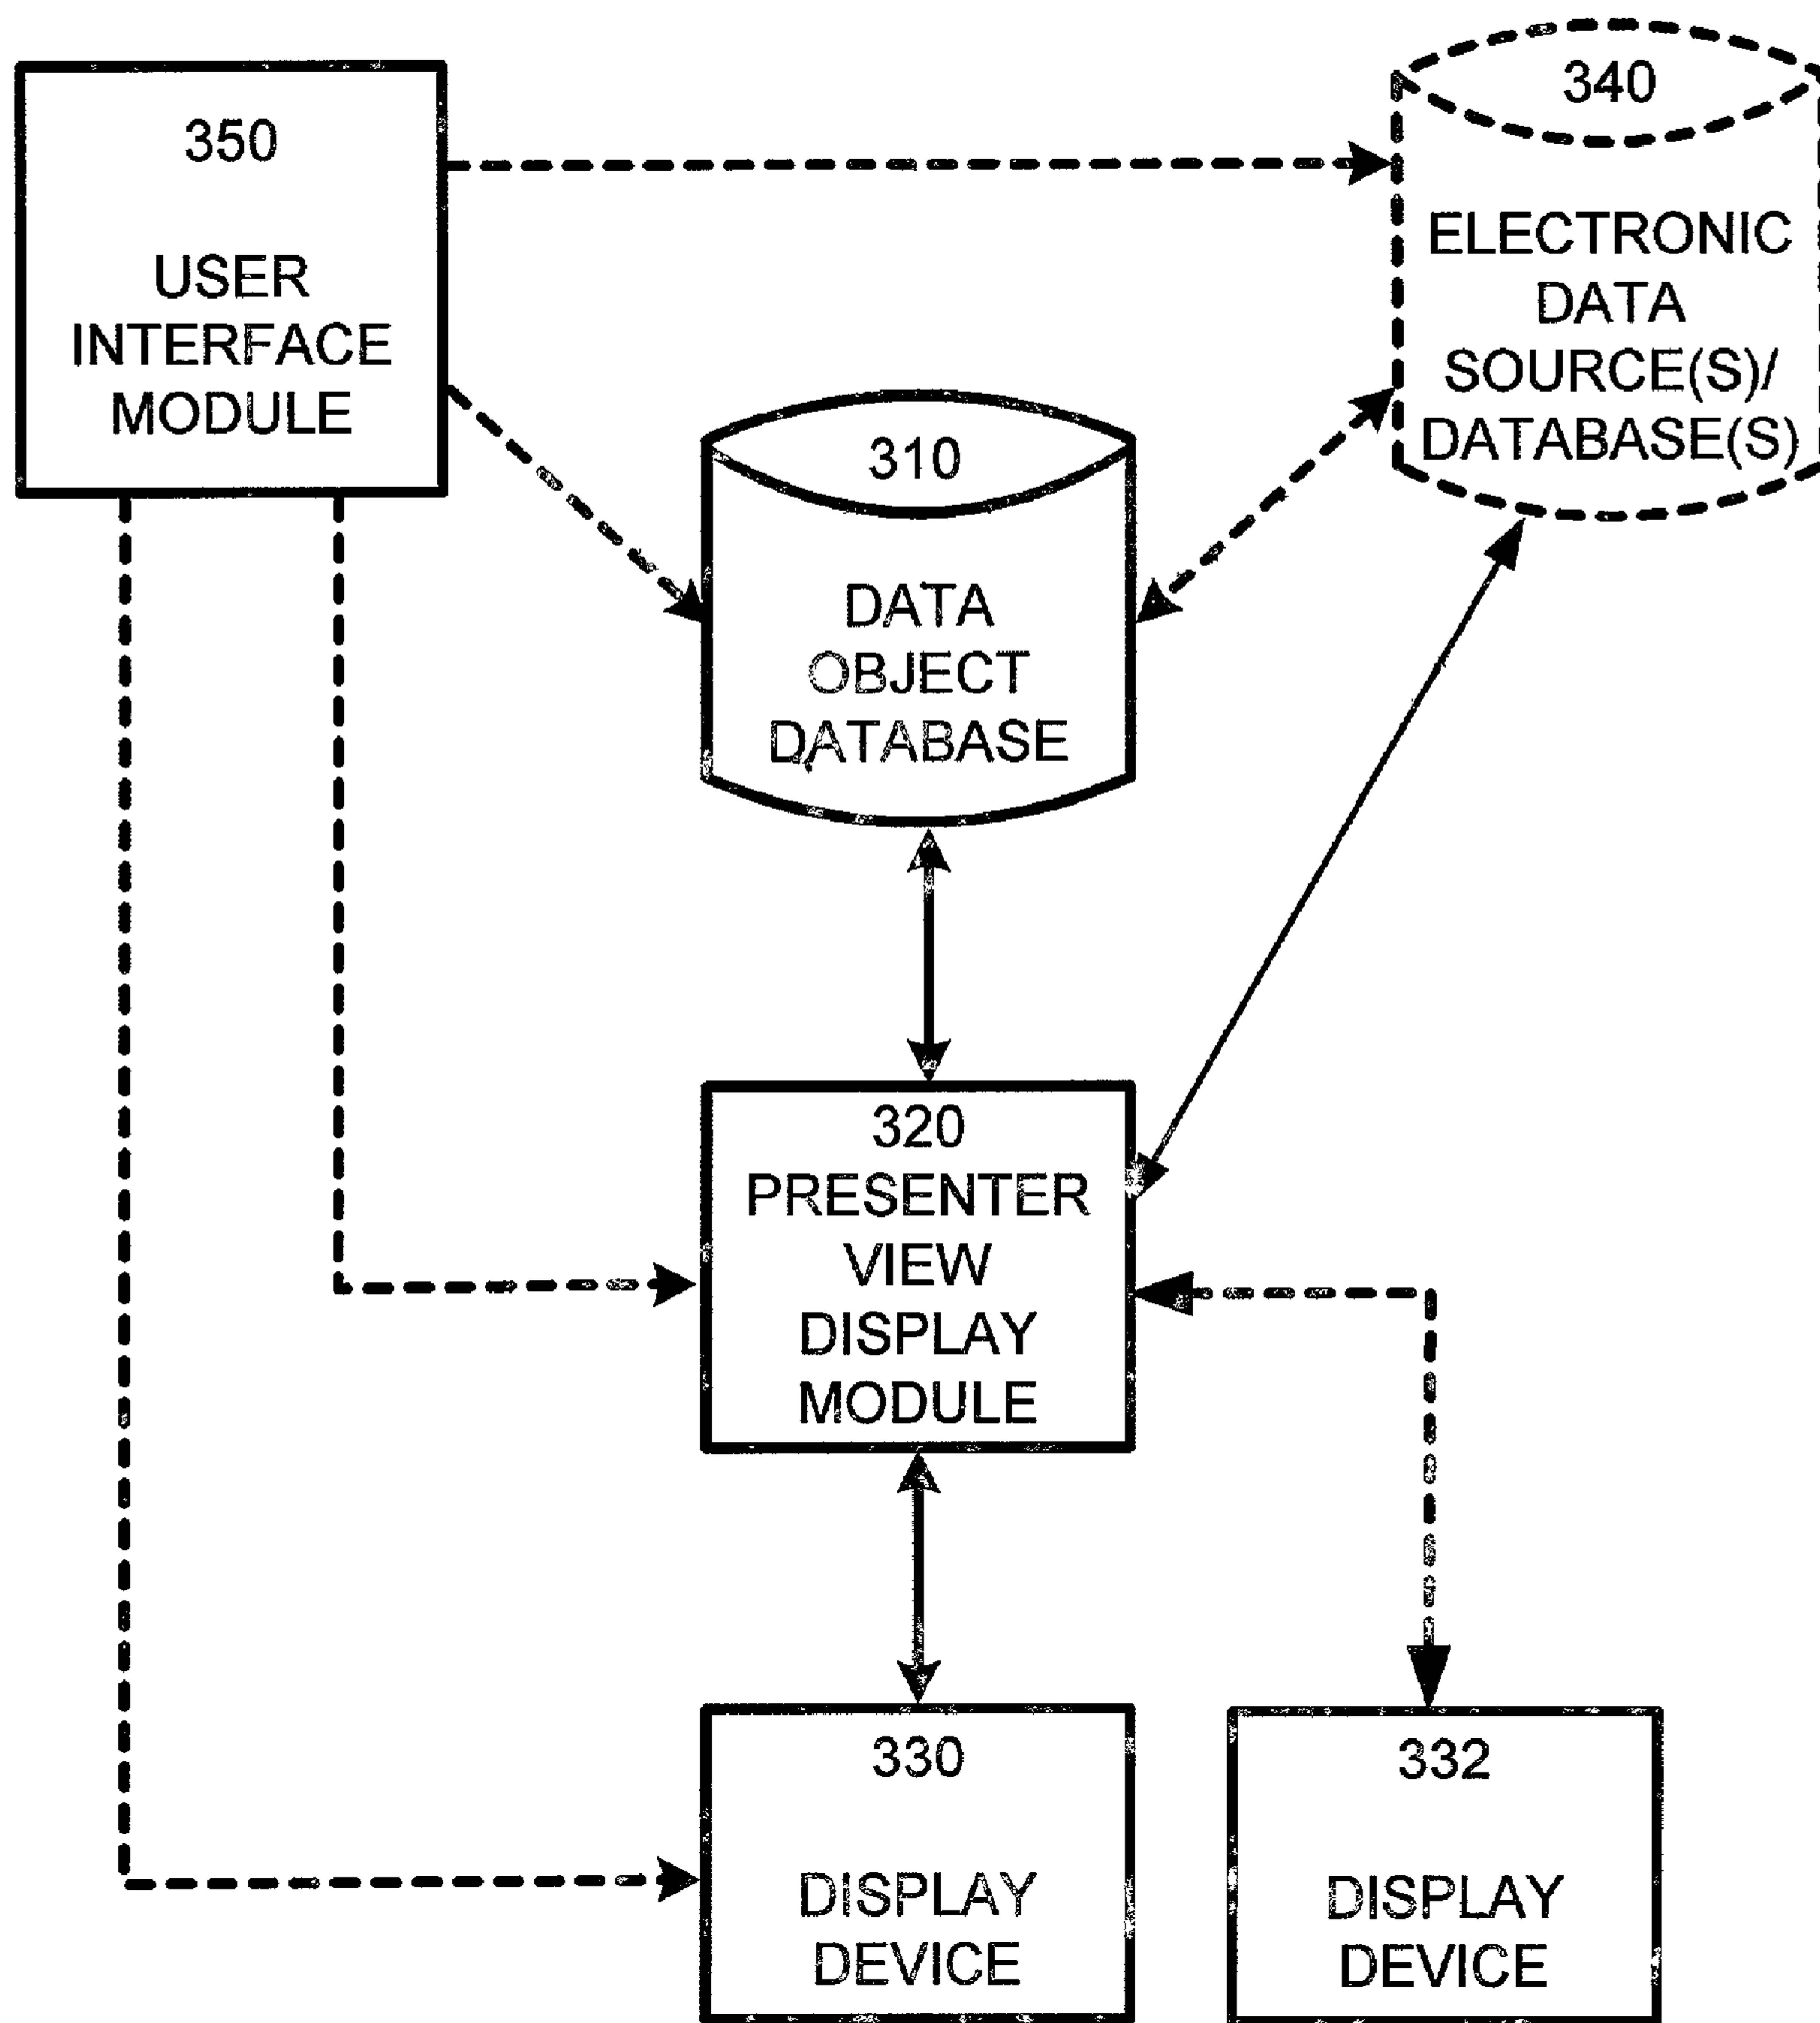 350
USER
INTERFACE
MODULE
340
ELECTRONIC
DATA
SOURCE(S)/
DATABASE(S)
310
DATA
OBJECT
DATABASE
320
PRESENTER
VIEW
DISPLAY
MODULE
330
DISPLAY
DEVICE
332
DISPLAY
DEVICE